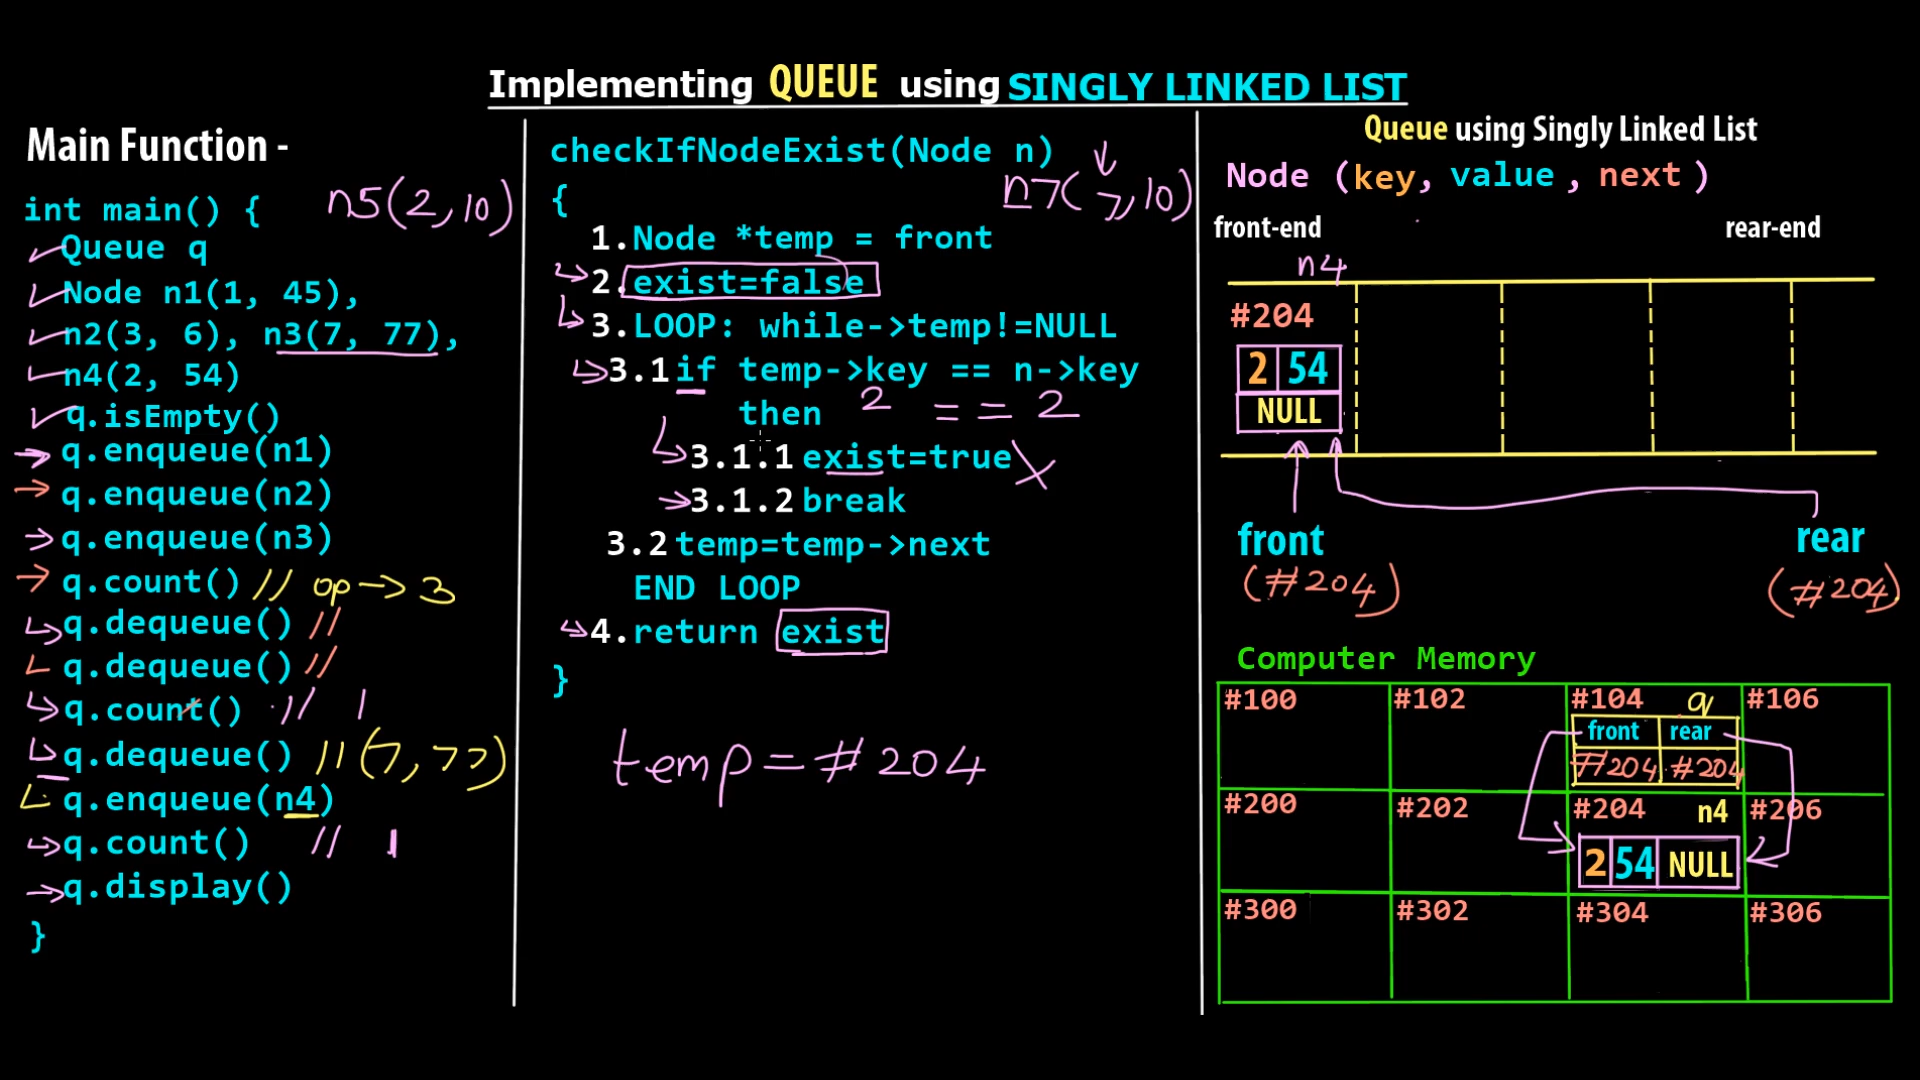 Implementing QUEUE using SINGLY LINKED LIST
Main Function -
int main() {
n5(2,10)
Queue q
Node n1(1, 45),
n2(3, 6), n3(7, 77),
n4(2, 54)
q.isEmpty()
q.enqueue(n1)
q.enqueue(n2)
q.enqueue(n3)
q.count() // op→3
q.dequeue() //
q.dequeue() //
q.count() // 1
q.dequeue() //(7,77)
q.enqueue(n4)
q.count() // 1
q.display()
}
checkIfNodeExist(Node n)
{
n7(7,10)
1.Node *temp = front
2.exist=false
3.LOOP: while->temp!=NULL
3.1 if temp->key == n->key
then 2 == 2
3.1.1 exist=true
3.1.2 break
3.2 temp=temp->next
END LOOP
4.return exist
}
temp=#204
Queue using Singly Linked List
Node (key, value , next )
front-end rear-end
n4
#204
2 54
NULL
front rear
(#204) (#204)
Computer Memory
#100 #102 #104 q #106
front rear
#204 #204
#200 #202 #204 n4 #206
2 54 NULL
#300 #302 #304 #306